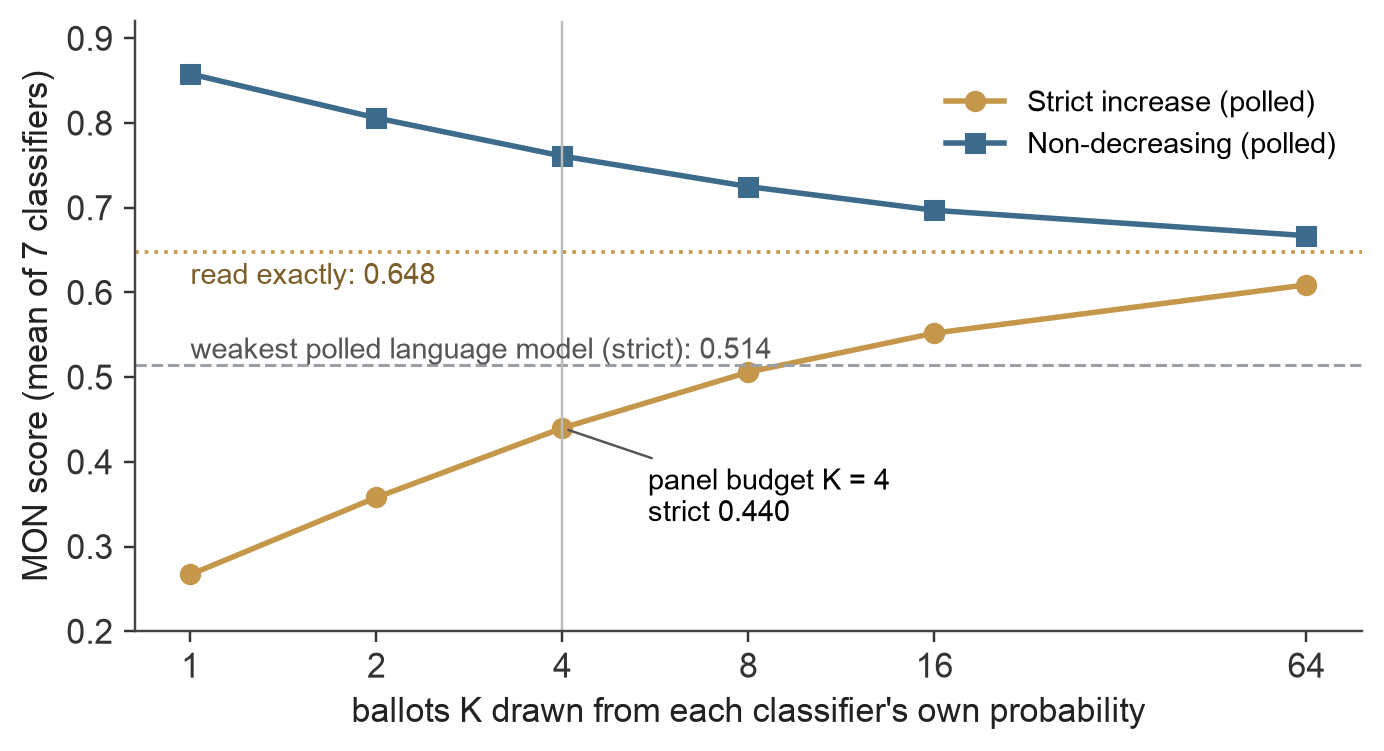 MON score (mean of 7 classifiers)
0.9
0.8
0.7
0.6
0.5
0.4
0.3
0.2
Strict increase (polled)
Non-decreasing (polled)
read exactly: 0.648
weakest polled language model (strict): 0.514
panel budget K = 4
strict 0.440
1 2 4 8 16 64
ballots K drawn from each classifier's own probability